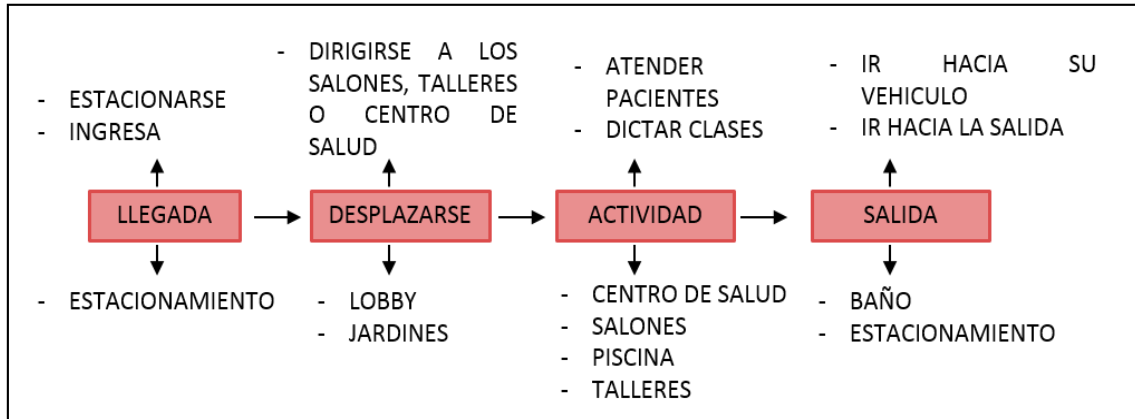 - ESTACIONARSE
- INGRESA
- DIRIGIRSE A LOS
SALONES, TALLERES
O CENTRO DE
SALUD
- ATENDER
PACIENTES
- DICTAR CLASES
- IR HACIA SU
VEHICULO
- IR HACIA LA SALIDA
LLEGADA
DESPLAZARSE
ACTIVIDAD
SALIDA
- ESTACIONAMIENTO
- LOBBY
- JARDINES
- CENTRO DE SALUD
- SALONES
- PISCINA
- TALLERES
- BAÑO
- ESTACIONAMIENTO